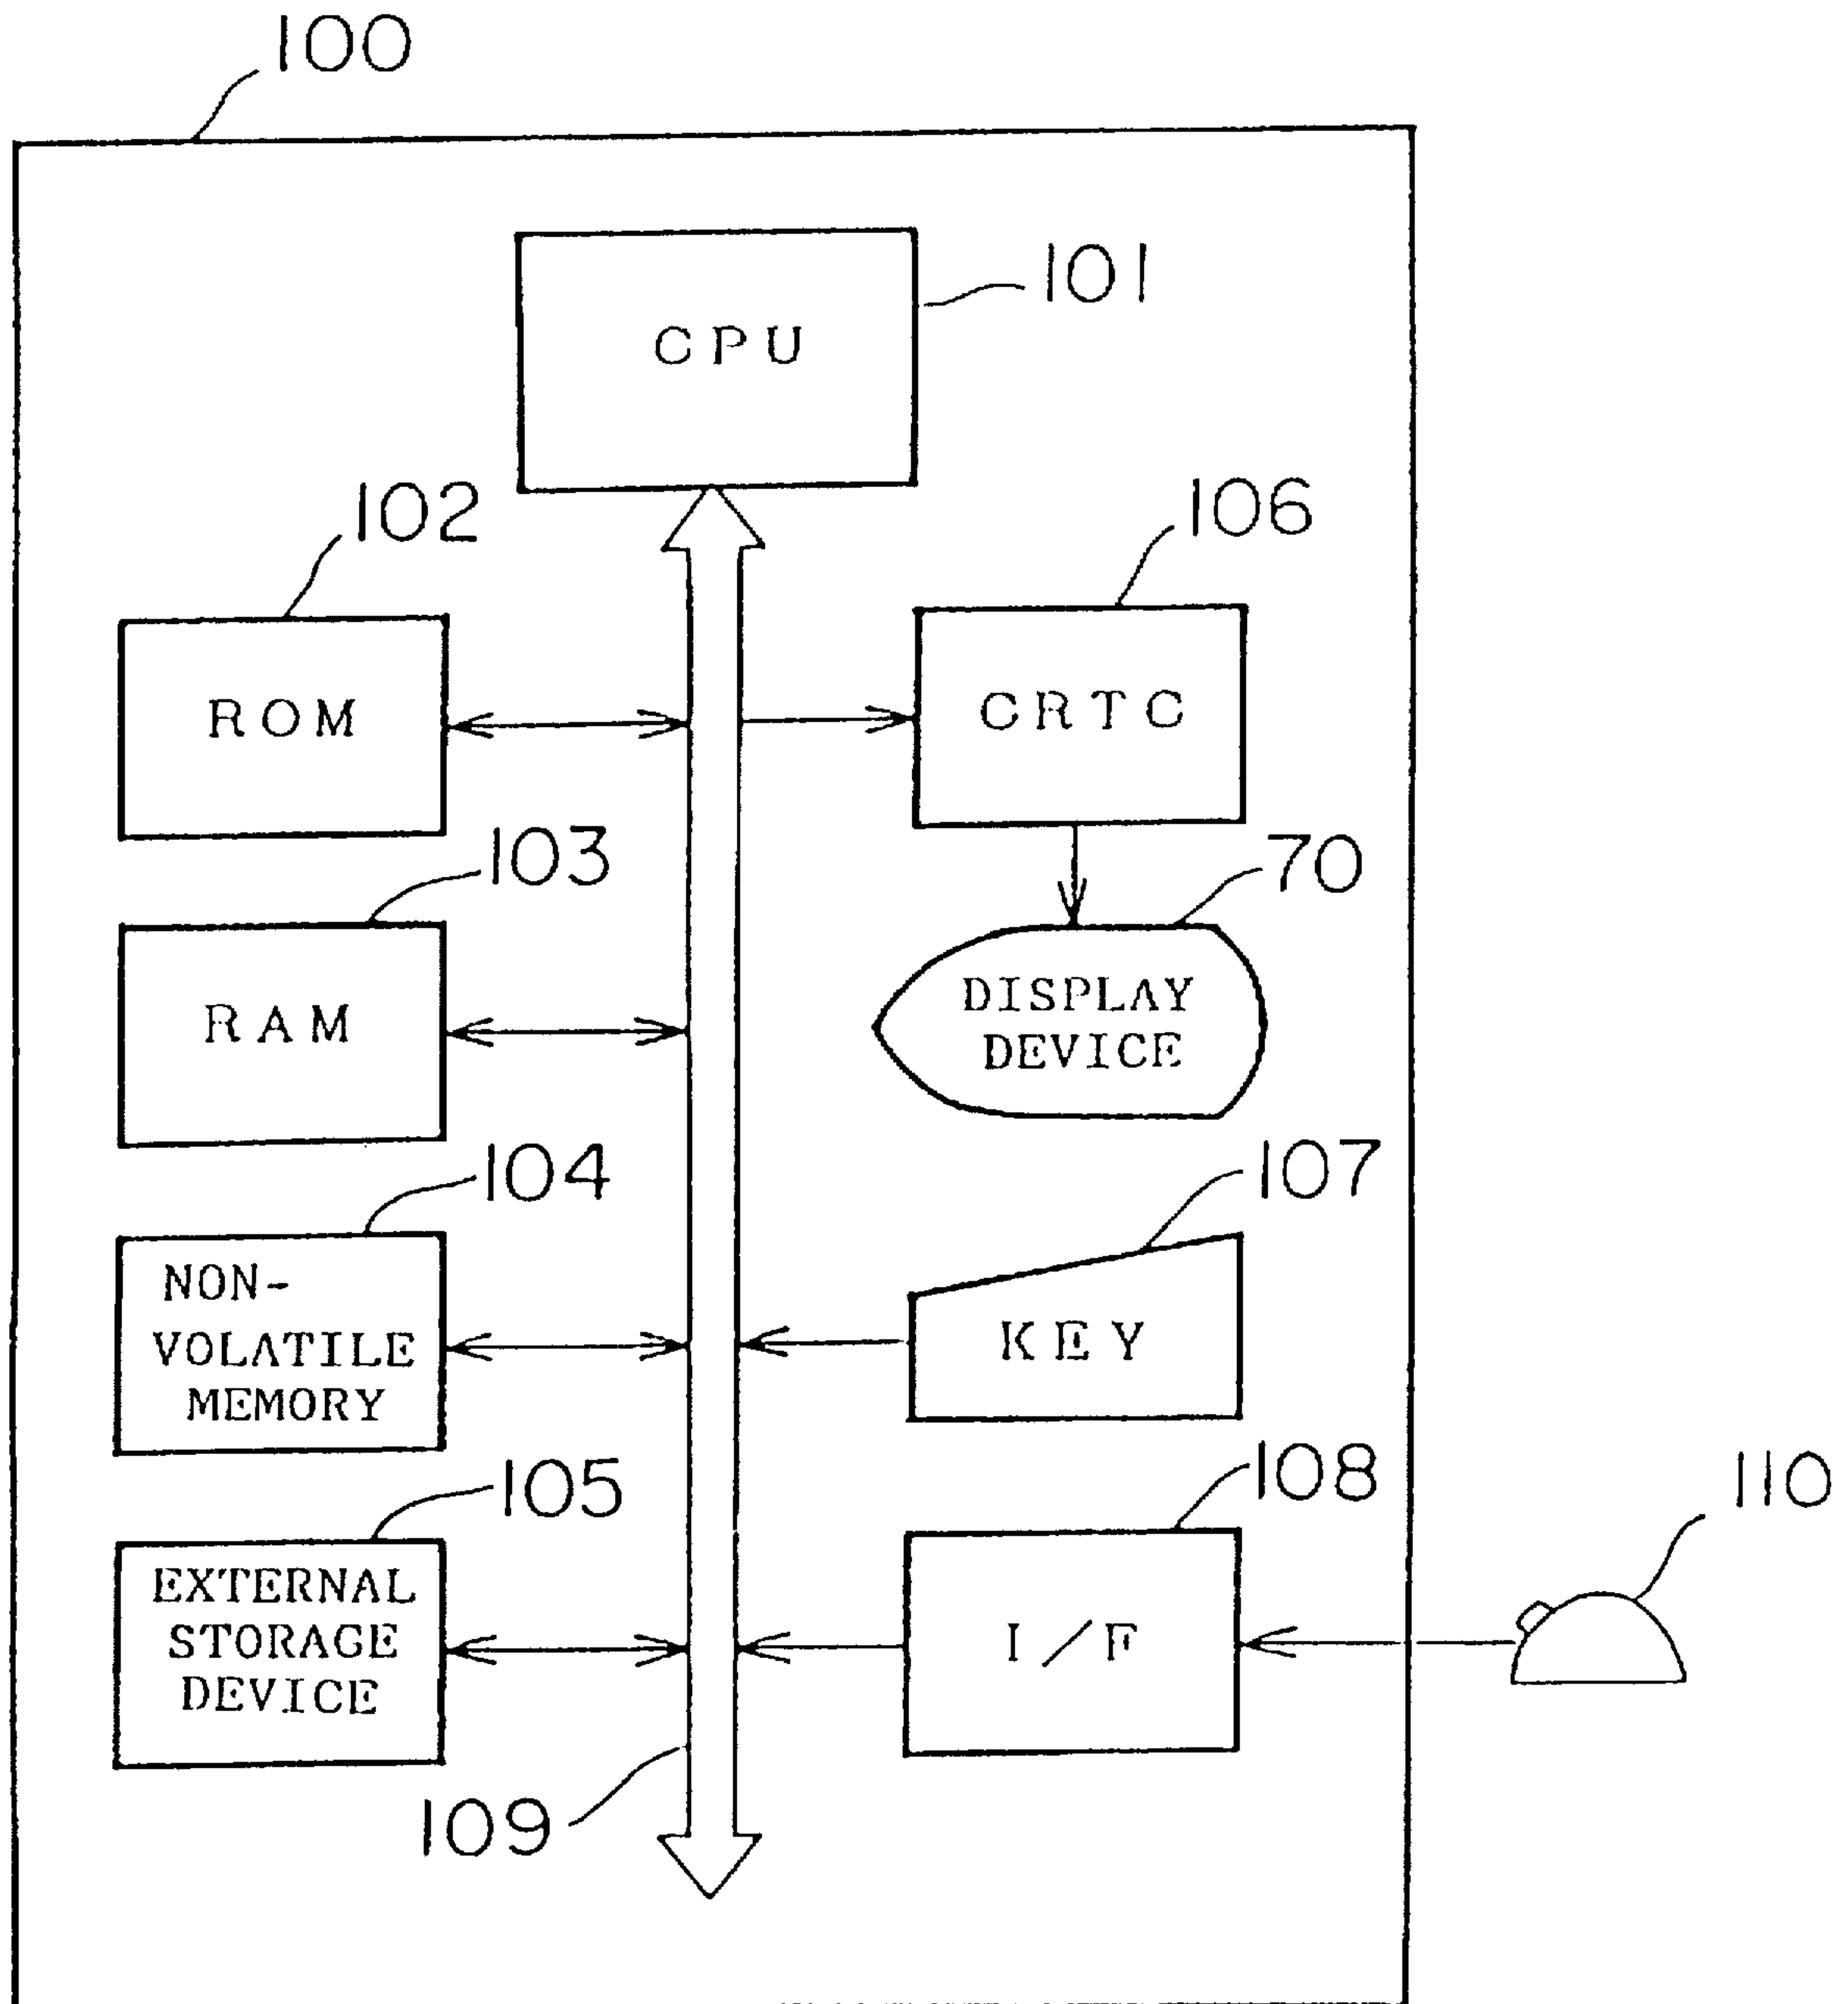 100
101
CPU
102
106
ROM
CRTC
103
70
RAM
DISPLAY
DEVICE
104
107
NON-
VOLATILE
MEMORY
KEY
105
108
110
EXTERNAL
STORAGE
DEVICE
I/F
109